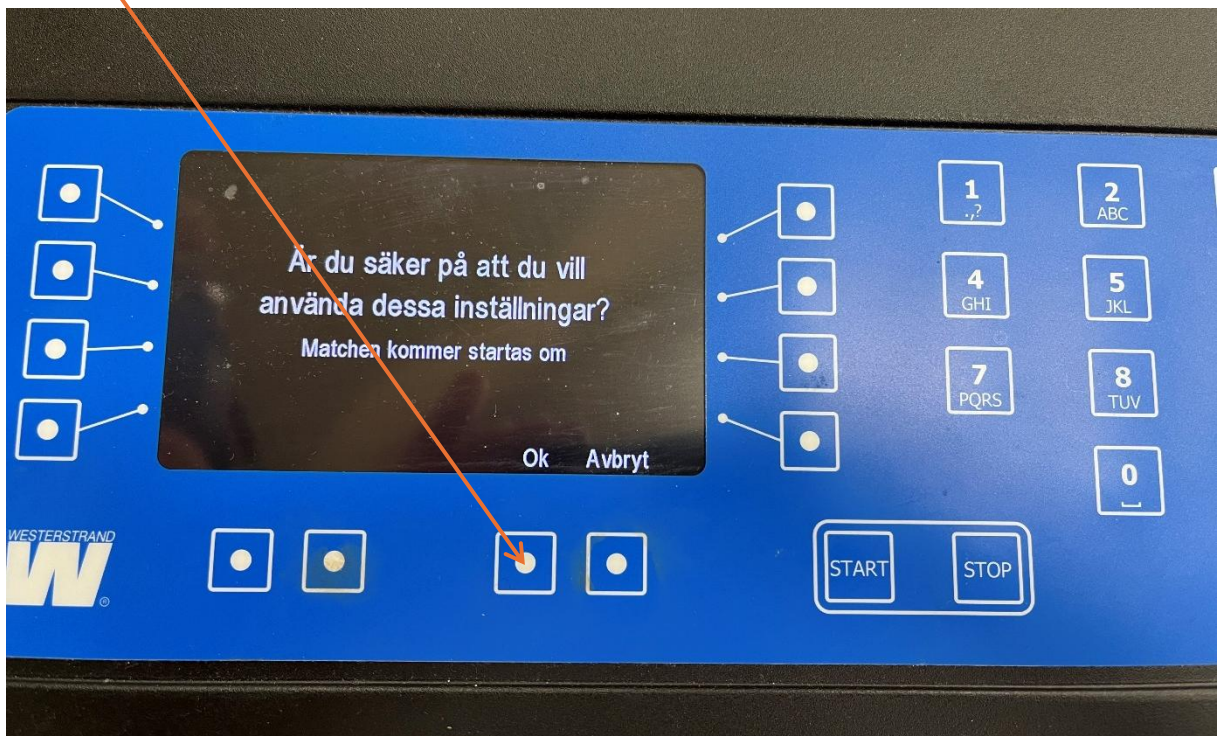 Är du säker på att du vill
använda dessa inställningar?
Matchen kommer startas om
Ok Avbryt
1 2
.,? ABC
4 5
GHI JKL
7 8
PQRS TUV
0
WESTERSTRAND
W
®
START STOP